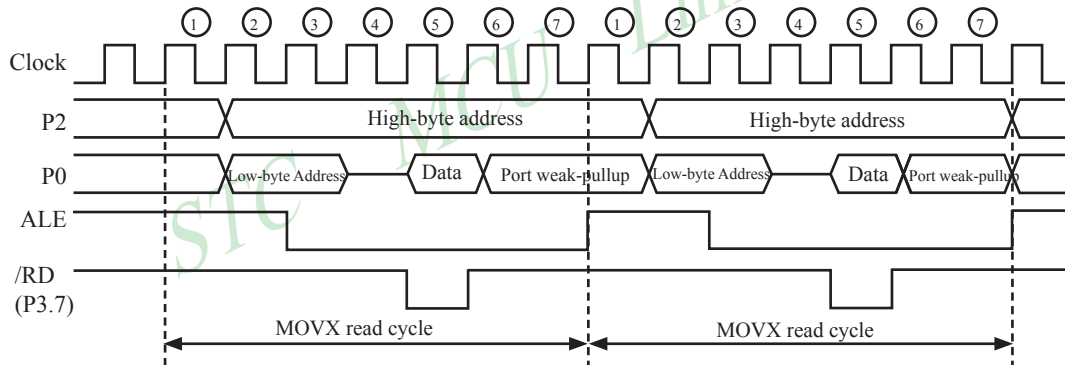 ① ② ③ ④ ⑤ ⑥ ⑦ ① ② ③ ④ ⑤ ⑥ ⑦
Clock
P2 High-byte address High-byte address
P0 Low-byte Address Data Port weak-pullup Low-byte Address Data Port weak-pullup
ALE
/RD
(P3.7)
MOVX read cycle MOVX read cycle
STC MCU Lim